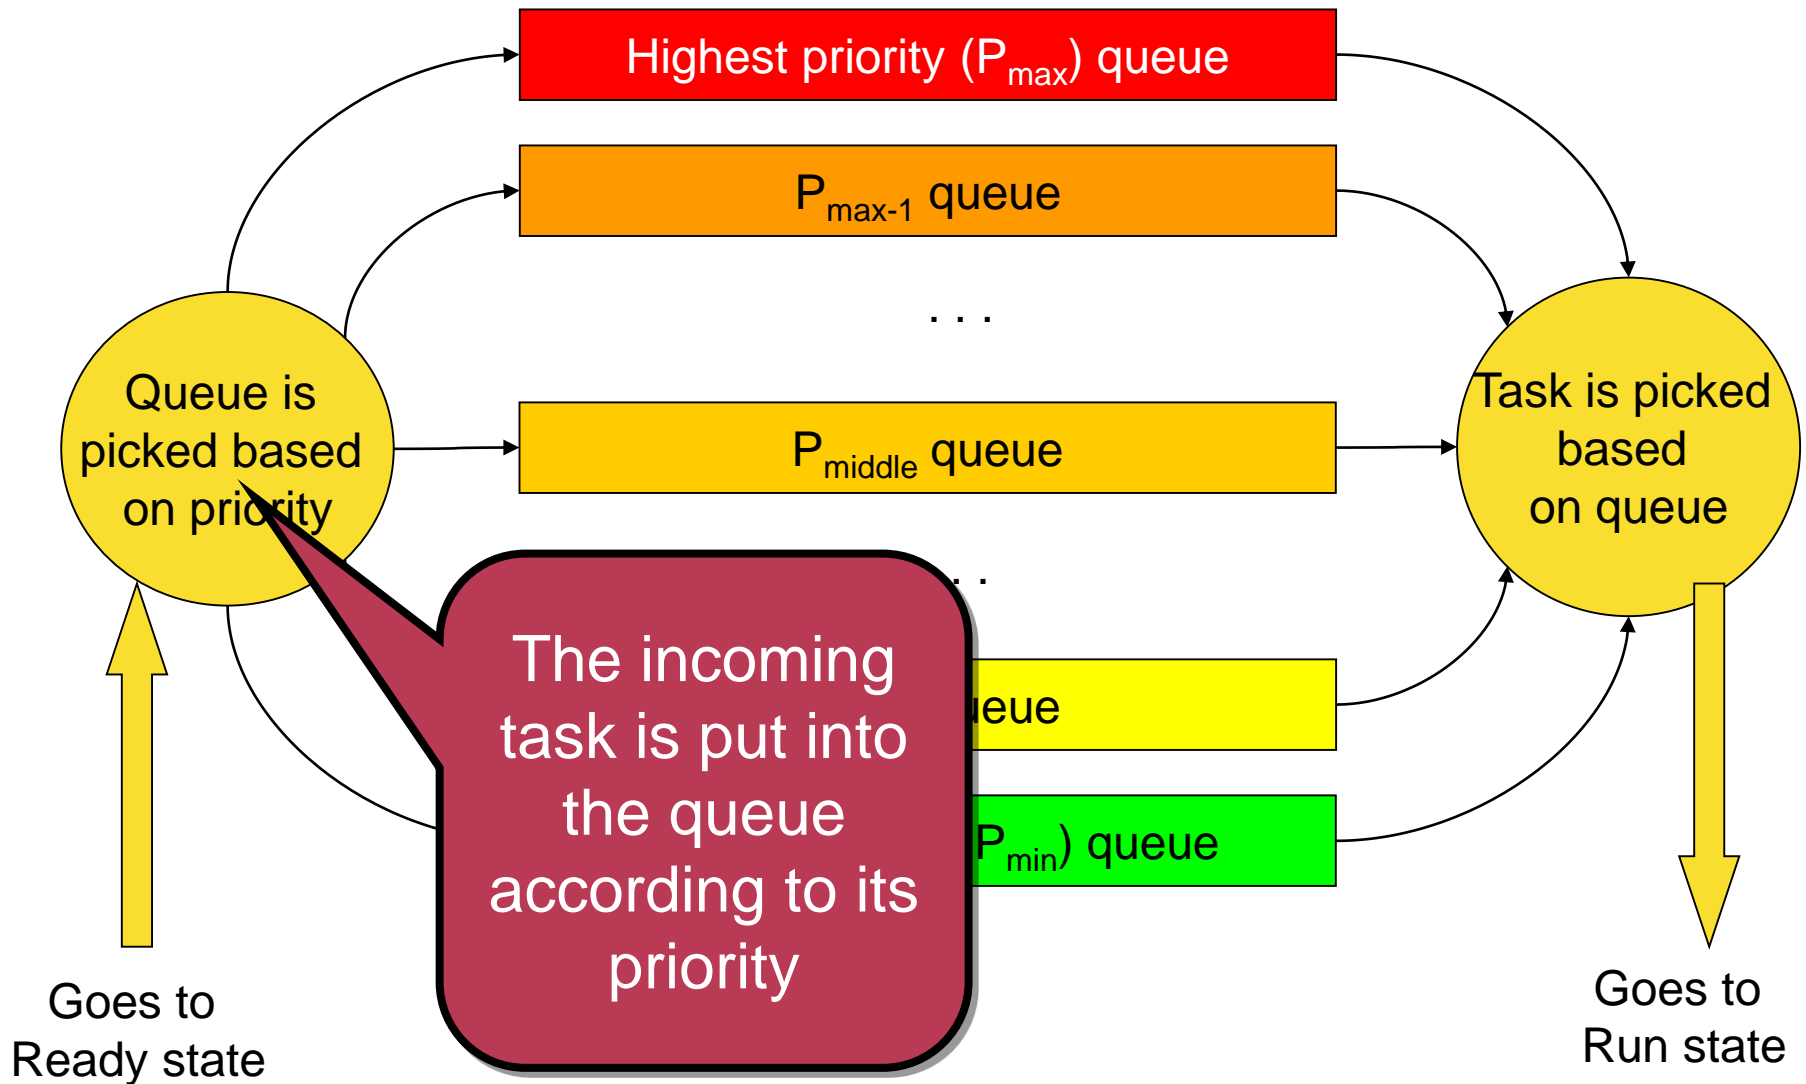 Highest priority (Pmax) queue
Pmax-1 queue
. . .
Queue is
picked based
on priority
Pmiddle queue
Task is picked
based
on queue
. .
The incoming
task is put into
the queue
according to its
priority
Pmin) queue
Goes to
Ready state
Goes to
Run state